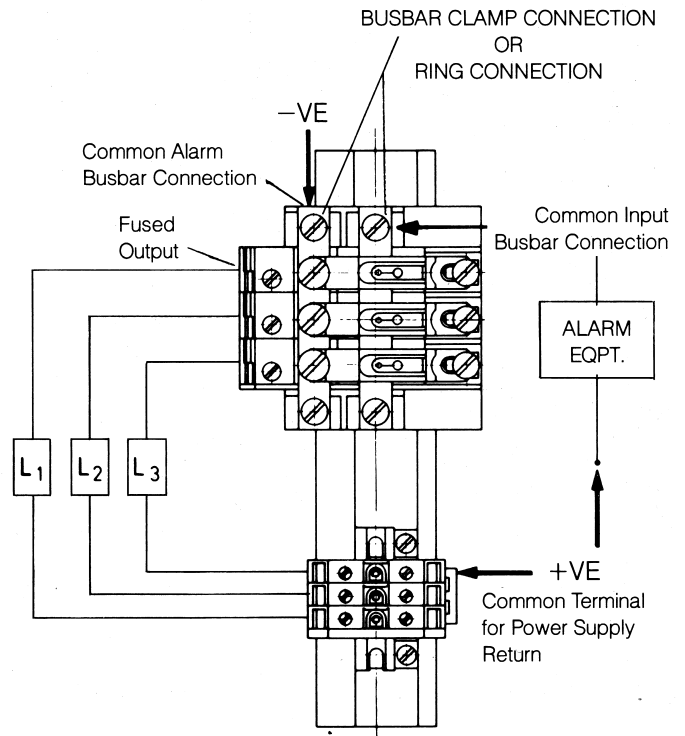 BUSBAR CLAMP CONNECTION
OR
RING CONNECTION
−VE
Common Alarm
Busbar Connection
Fused
Output
Common Input
Busbar Connection
ALARM
EQPT.
L1
L2
L3
+VE
Common Terminal
for Power Supply
Return